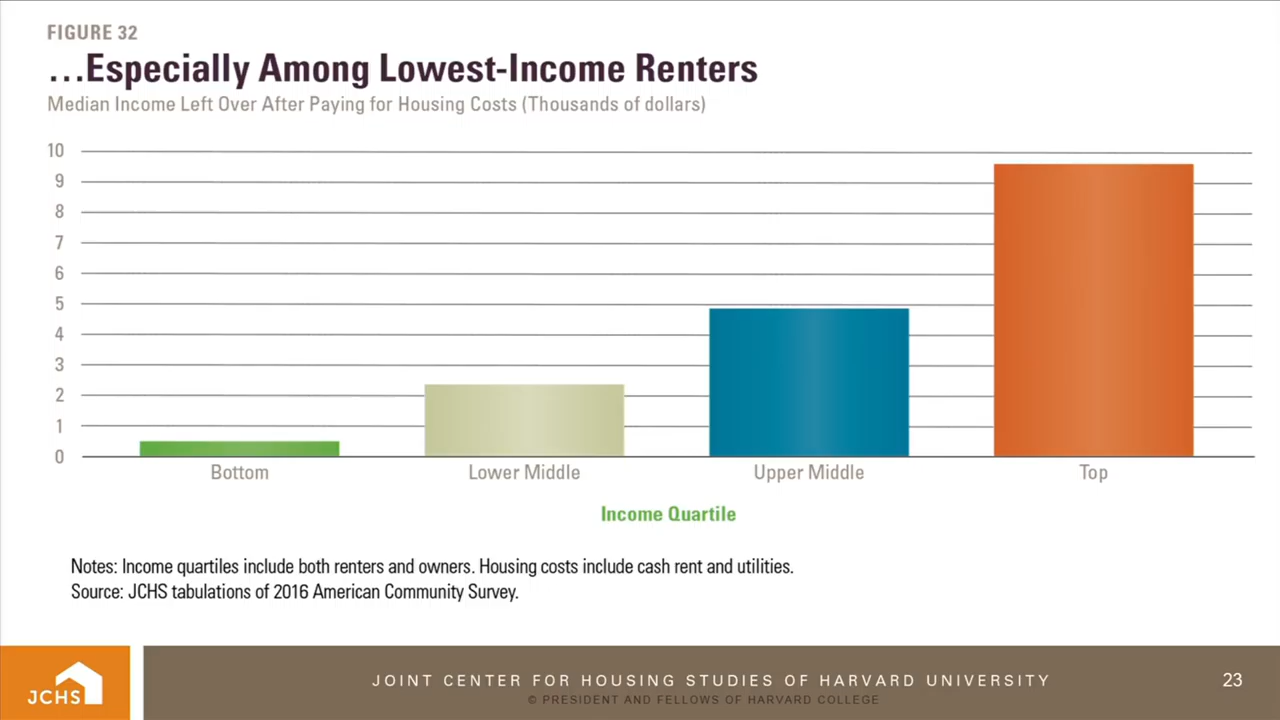 FIGURE 32
...Especially Among Lowest-Income Renters
Median Income Left Over After Paying for Housing Costs (Thousands of dollars)
10
9
8
7
6
5
4
3
2
1
0
Bottom Lower Middle Upper Middle Top
Income Quartile
Notes: Income quartiles include both renters and owners. Housing costs include cash rent and utilities.
Source: JCHS tabulations of 2016 American Community Survey.
JCHS
JOINT CENTER FOR HOUSING STUDIES OF HARVARD UNIVERSITY
© PRESIDENT AND FELLOWS OF HARVARD COLLEGE
23